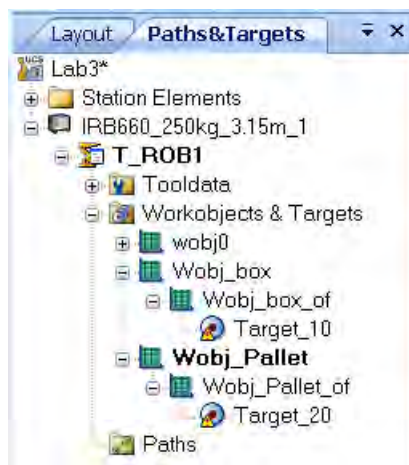 Layout Paths&Targets
Lab3*
Station Elements
IRB660_250kg_3.15m_1
T_ROB1
Tooldata
Workobjects & Targets
wobj0
Wobj_box
Wobj_box_of
Target_10
Wobj_Pallet
Wobj_Pallet_of
Target_20
Paths